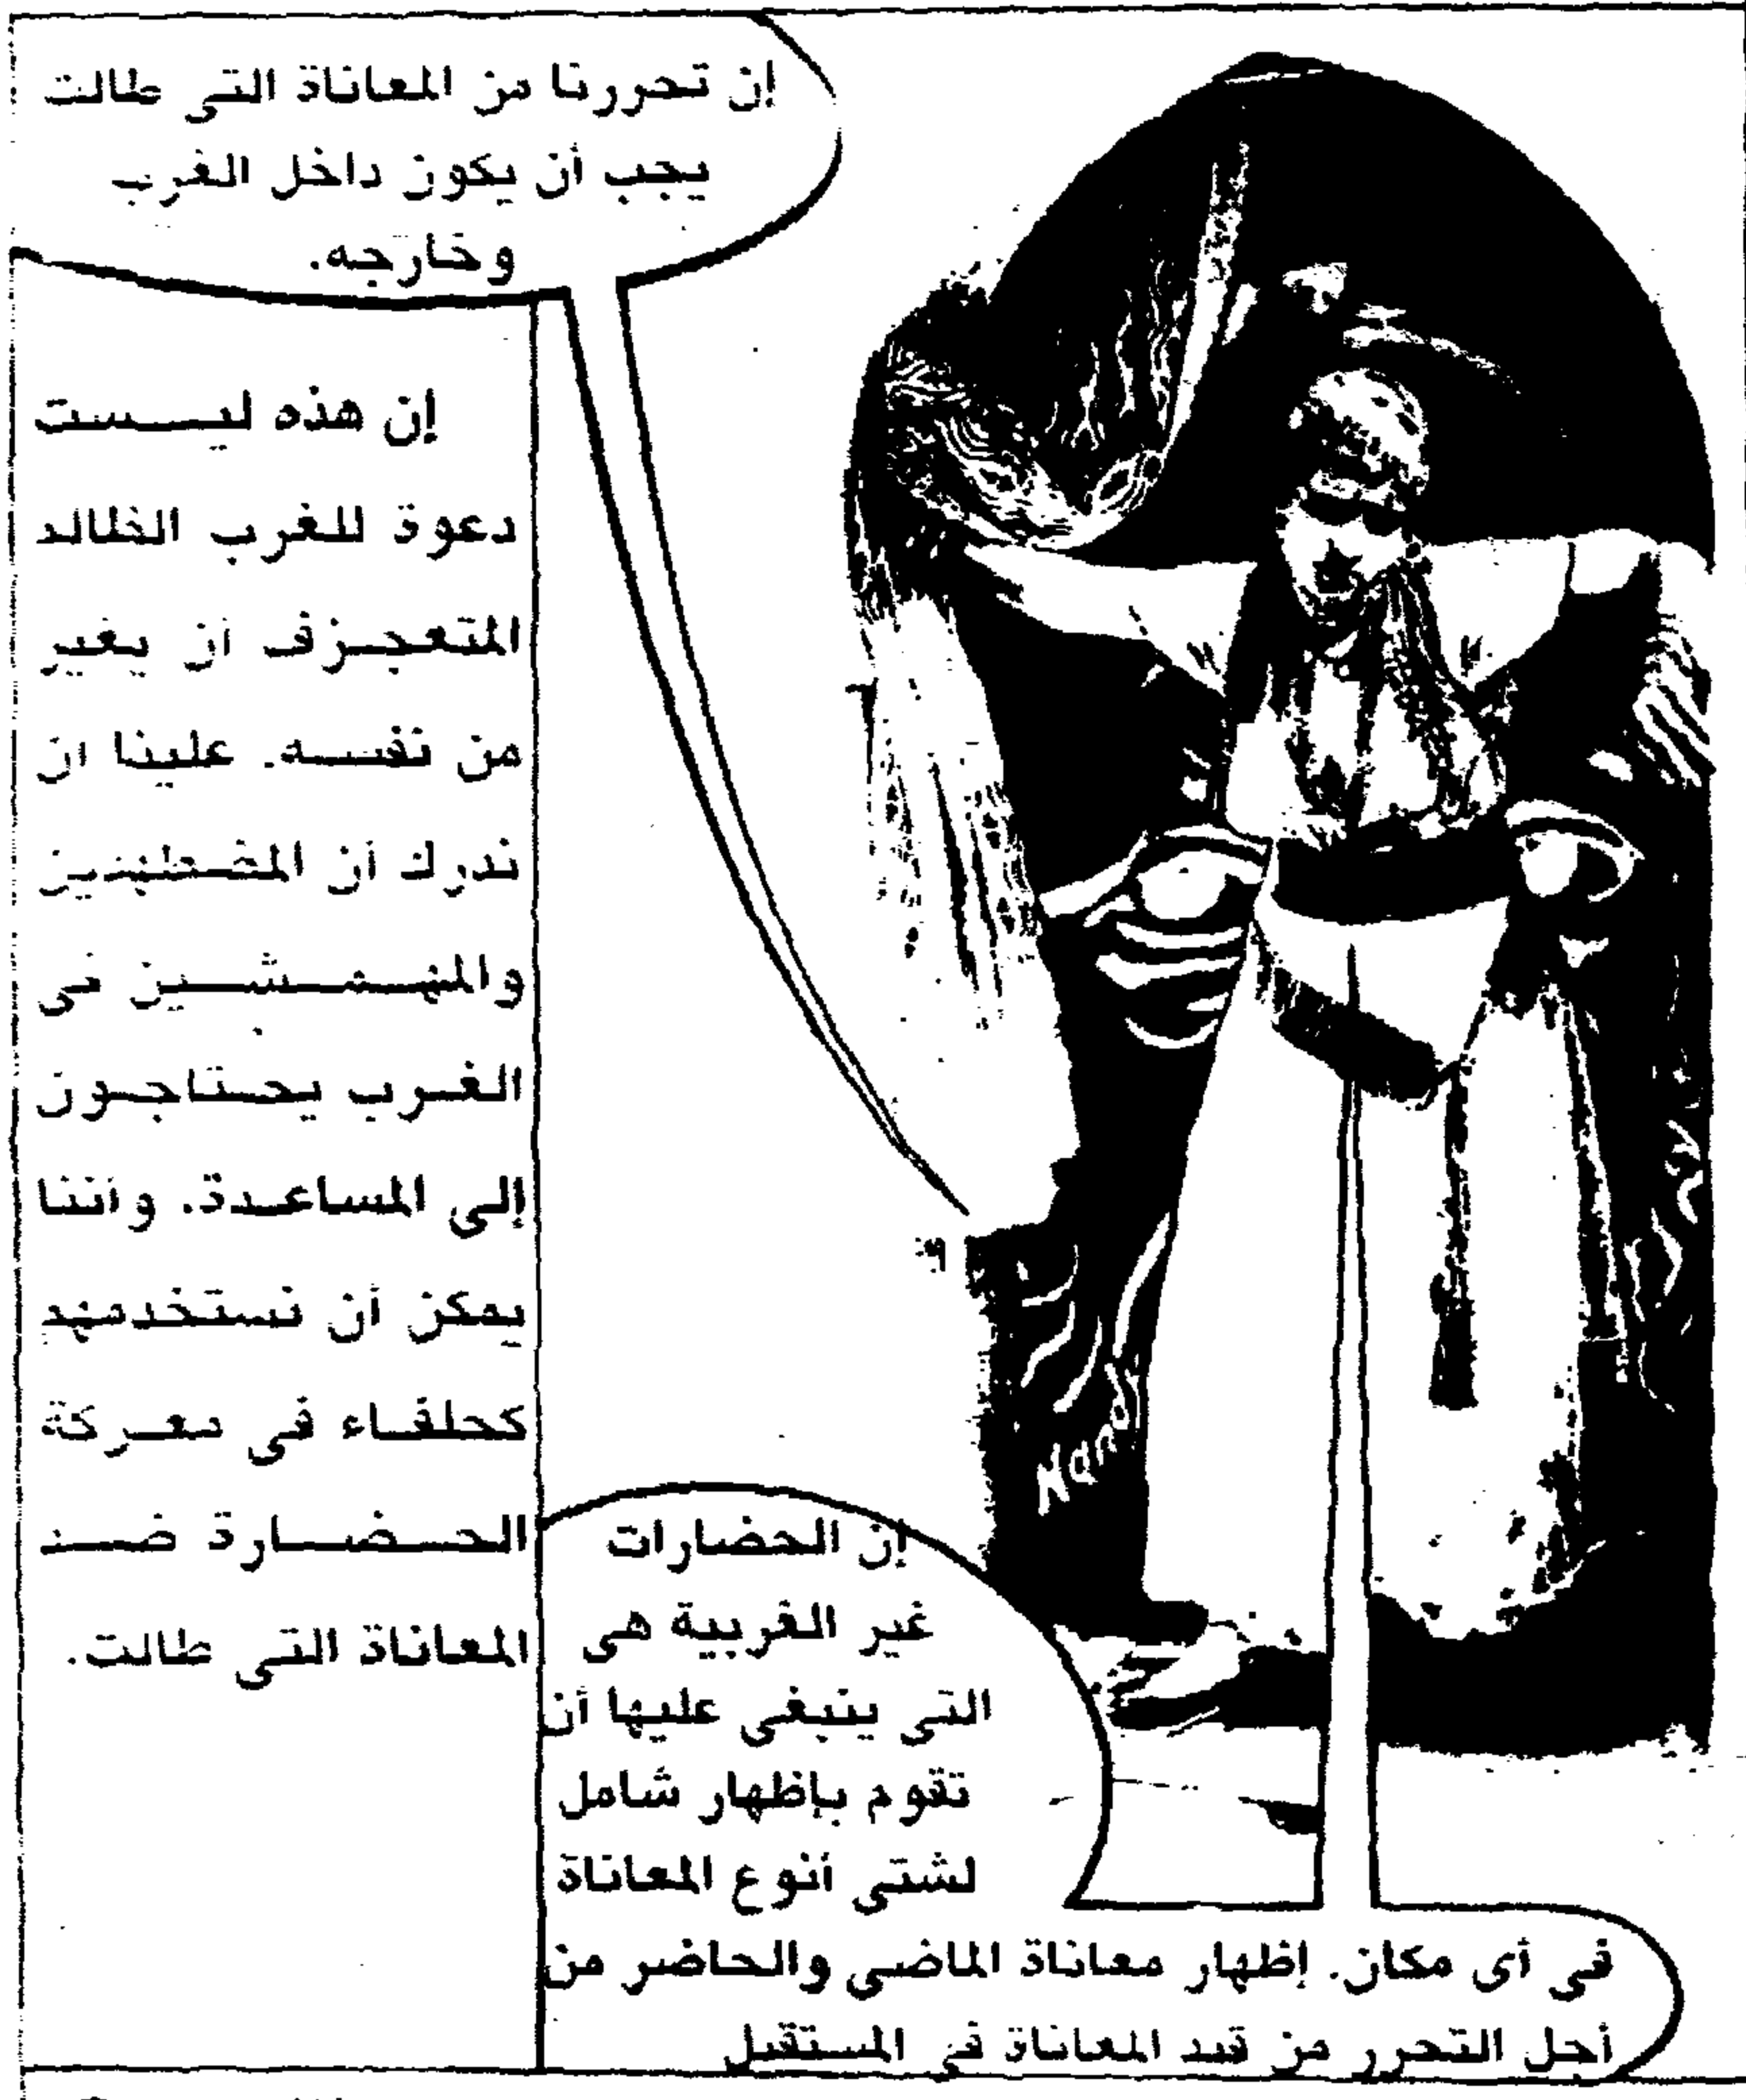 إن تحررنا من المعاناة التى طالت
يجب أن يكون داخل الغرب
وخارجه.
إن هذه ليست
دعوة للغرب الظالم
المتعجرف أن يغير
من نفسه. علينا أن
ندرك أن المضطهدين
والمهمشين فى
الغرب يحتاجون
إلى المساعدة. وأننا
يمكن أن نستخدمهم
كحلفاء فى معركة
الحضارة ضد
المعاناة التى طالت.
إن الحضارات
غير الغربية هى
التى ينبغى عليها أن
تقوم بإظهار شامل
لشتى أنوع المعاناة
فى أى مكان. إظهار معاناة الماضى والحاضر من
أجل التحرر من قيد المعاناة فى المستقبل